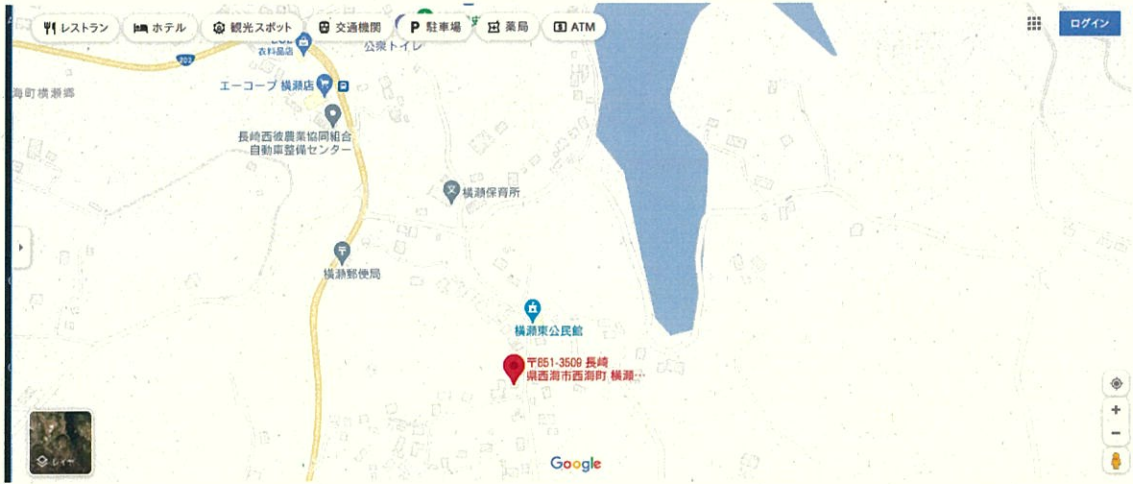 レストラン
ホテル
観光スポット
交通機関
駐車場
薬局
ATM
ログイン
衣料品店
公衆トイレ
202
エーコープ 横瀬店
海町横瀬郷
長崎西彼農業協同組合
自動車整備センター
横瀬保育所
横瀬郵便局
横瀬東公民館
〒851-3509 長崎
県西海市西海町 横瀬…
Google